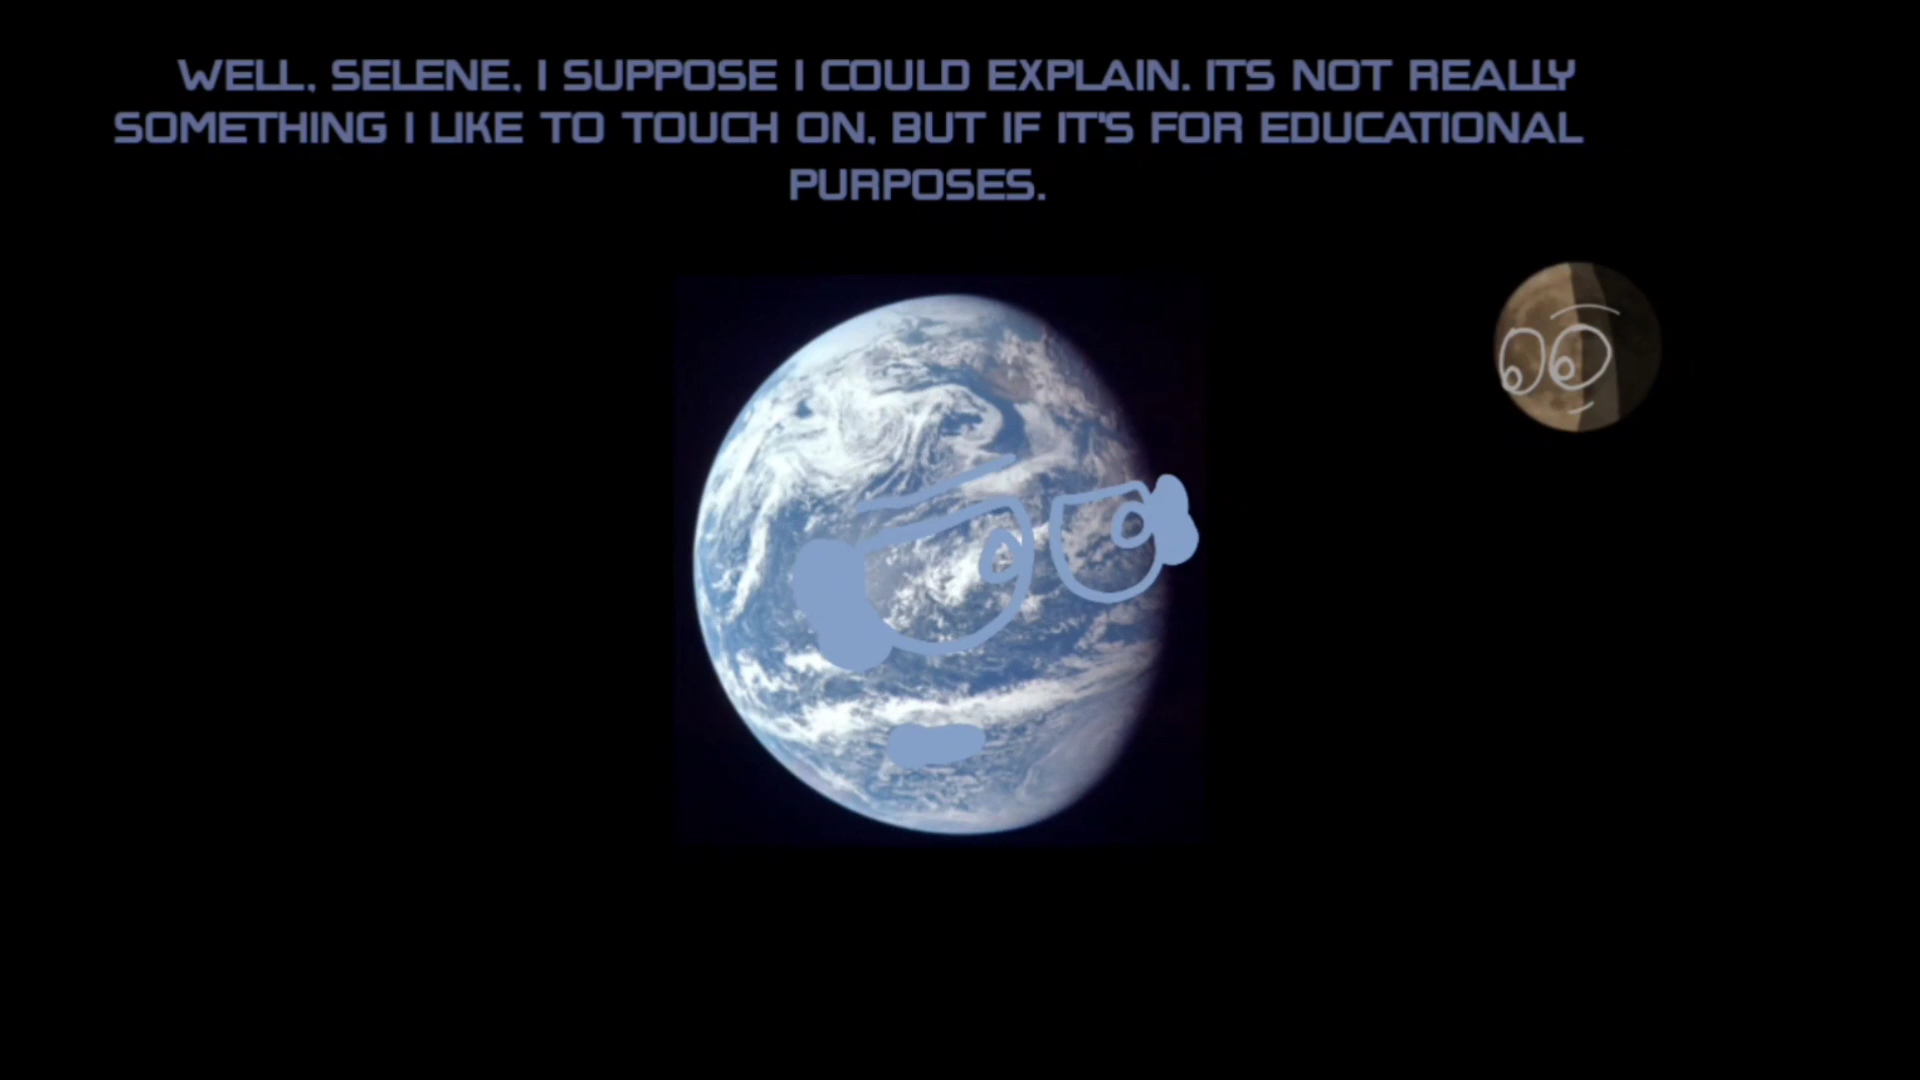 WELL, SELENE, I SUPPOSE I COULD EXPLAIN. ITS NOT REALLY
SOMETHING I LIKE TO TOUCH ON, BUT IF IT'S FOR EDUCATIONAL
PURPOSES.